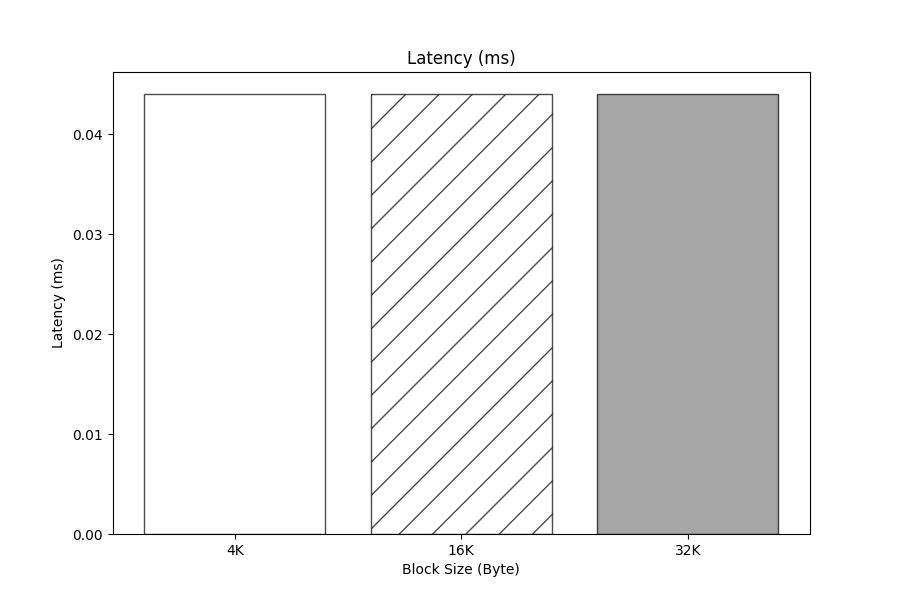 Latency (ms)
0.04
0.03
0.02
0.01
0.00
Latency (ms)
4K 16K 32K
Block Size (Byte)